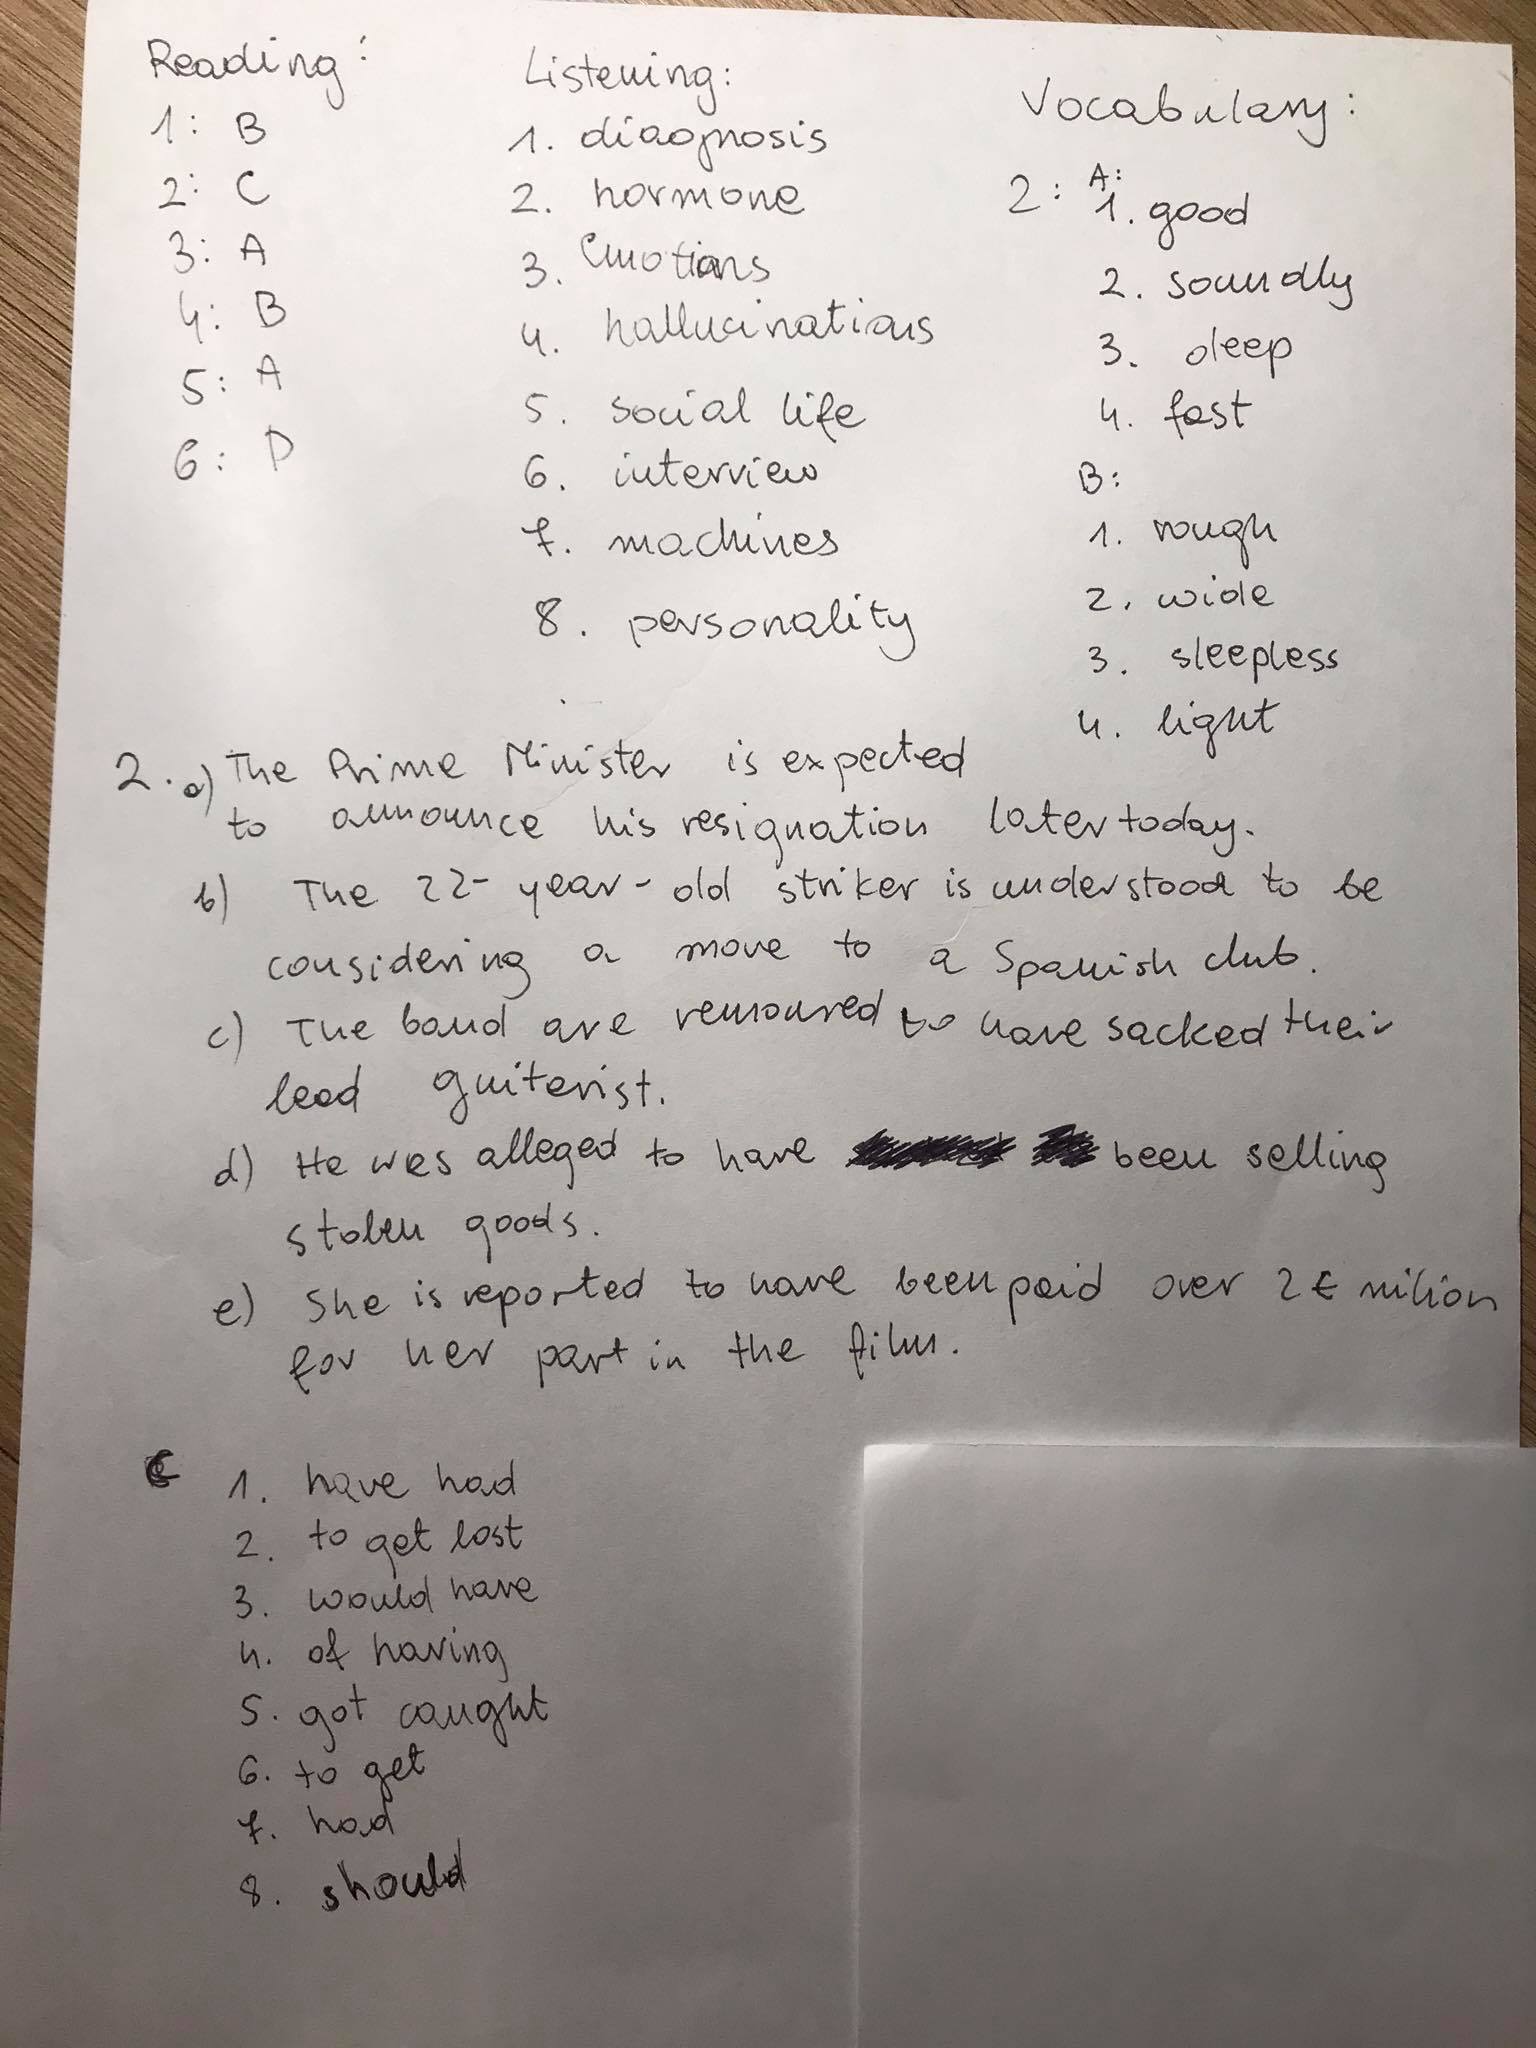 Reading:
1: B
2: C
3: A
4: B
5: A
6: D
Listening:
1. diagnosis
2. hormone
3. Emotions
4. hallucinations
5. social life
6. interview
7. machines
8. personality
Vocabulary:
2: A:
1. good
2. soundly
3. deep
4. fast
B:
1. rough
2. wide
3. sleepless
4. light
2. a) The Prime Minister is expected
to announce his resignation later today.
b) The 22-year-old striker is understood to be
considering a move to a Spanish club.
c) The band are remoured to have sacked their
lead guiterist.
d) He was alleged to have been selling
stolen goods.
e) She is reported to have been paid over 2€ milion
for her part in the film.
C
1. have had
2. to get lost
3. would have
4. of having
5. got caught
6. to get
7. had
8. should